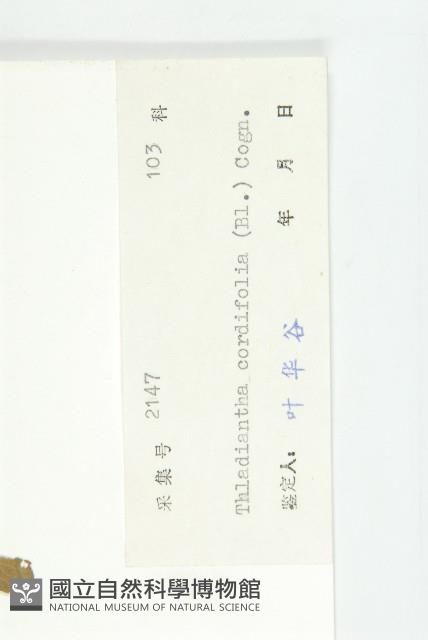 采集号 2147 103 科
Thladiantha cordifolia (Bl.) Cogn.
鉴定人: 叶华谷 年 月 日
國立自然科學博物館
NATIONAL MUSEUM OF NATURAL SCIENCE